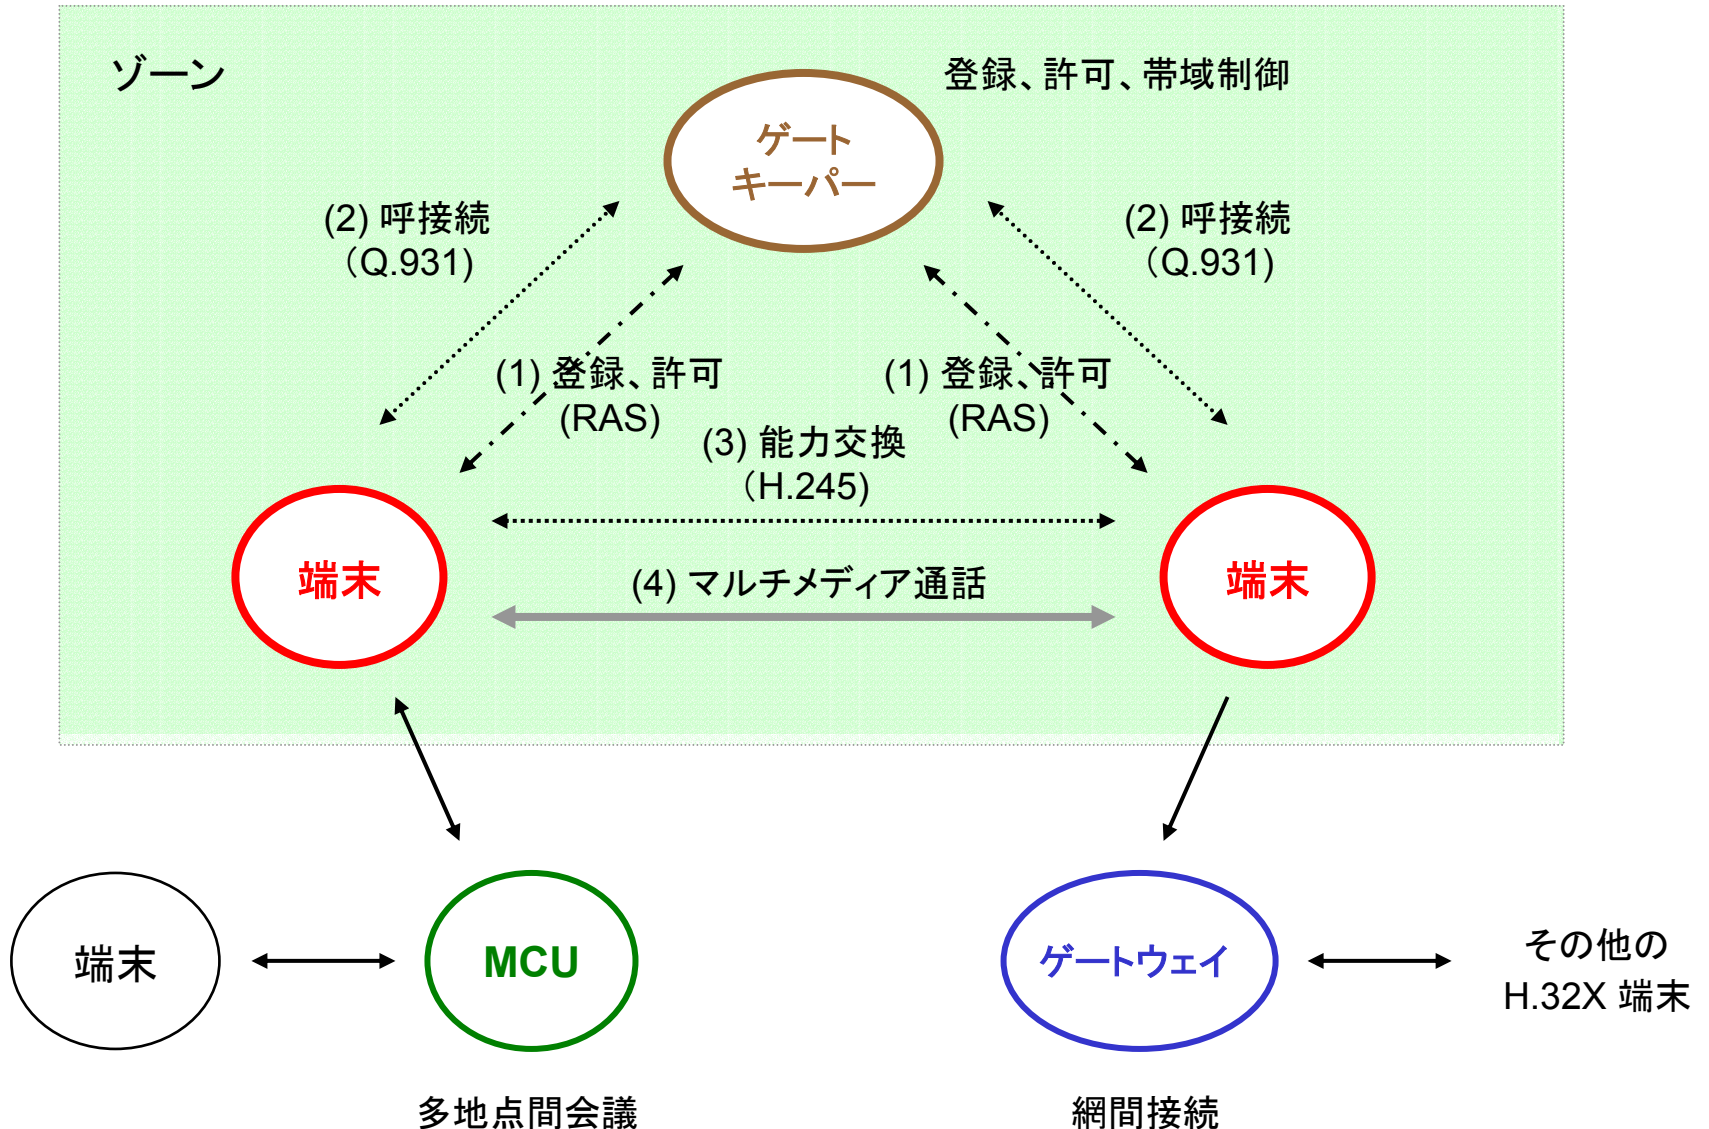 ゾーン
登録、許可、帯域制御
ゲート
キーパー
(2) 呼接続
（Q.931)
(2) 呼接続
（Q.931)
(1) 登録、許可
(RAS)
(1) 登録、許可
(RAS)
(3) 能力交換
（H.245)
端末
端末
(4) マルチメディア通話
端末
MCU
ゲートウェイ
その他の
H.32X 端末
多地点間会議
網間接続